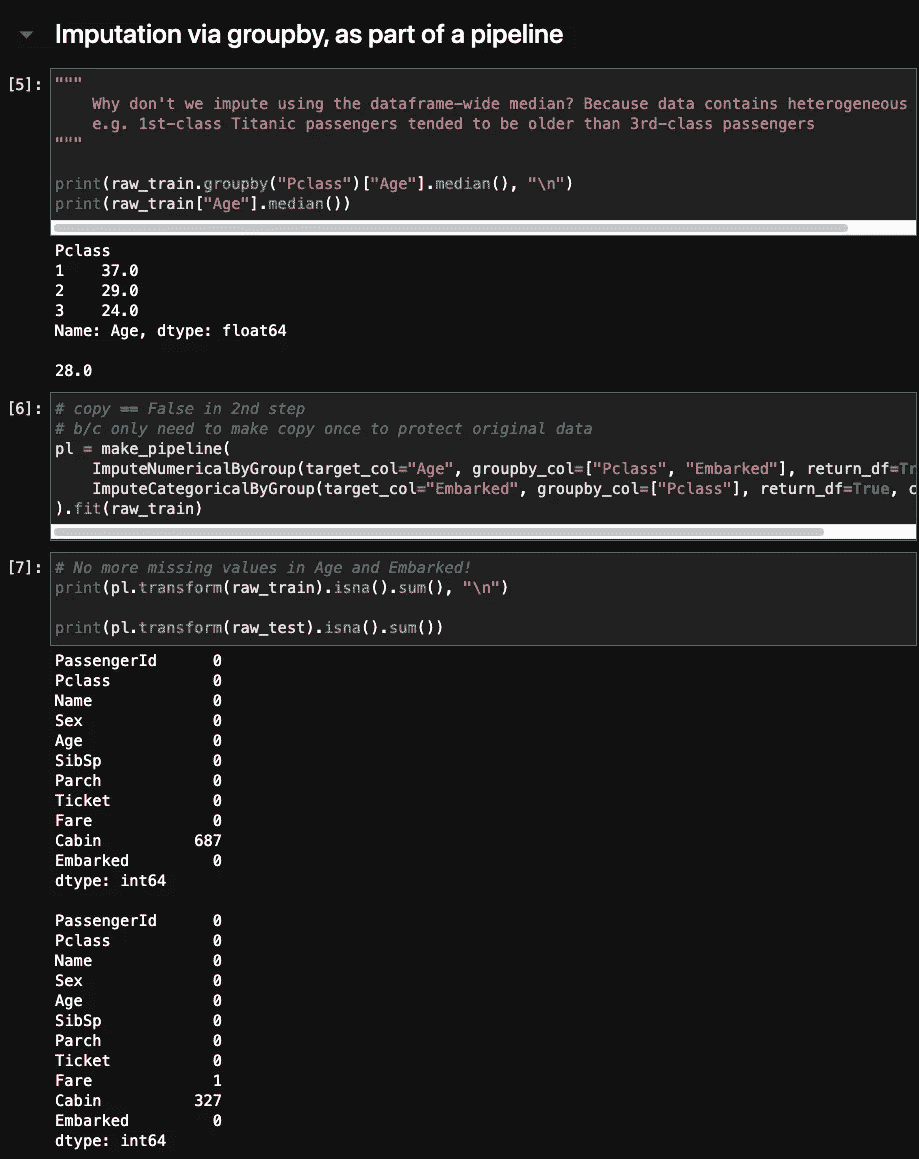 Imputation via groupby, as part of a pipeline
[5]: """
    Why don't we impute using the dataframe-wide median? Because data contains heterogeneous
    e.g. 1st-class Titanic passengers tended to be older than 3rd-class passengers
"""
print(raw_train.groupby("Pclass")["Age"].median(), "\n")
print(raw_train["Age"].median())
Pclass
1    37.0
2    29.0
3    24.0
Name: Age, dtype: float64
28.0
[6]: # copy == False in 2nd step
# b/c only need to make copy once to protect original data
pl = make_pipeline(
    ImputeNumericalByGroup(target_col="Age", groupby_col=["Pclass", "Embarked"], return_df=Tr
    ImputeCategoricalByGroup(target_col="Embarked", groupby_col=["Pclass"], return_df=True, c
).fit(raw_train)
[7]: # No more missing values in Age and Embarked!
print(pl.transform(raw_train).isna().sum(), "\n")
print(pl.transform(raw_test).isna().sum())
PassengerId      0
Pclass           0
Name             0
Sex              0
Age              0
SibSp            0
Parch            0
Ticket           0
Fare             0
Cabin          687
Embarked         0
dtype: int64
PassengerId      0
Pclass           0
Name             0
Sex              0
Age              0
SibSp            0
Parch            0
Ticket           0
Fare             1
Cabin          327
Embarked         0
dtype: int64